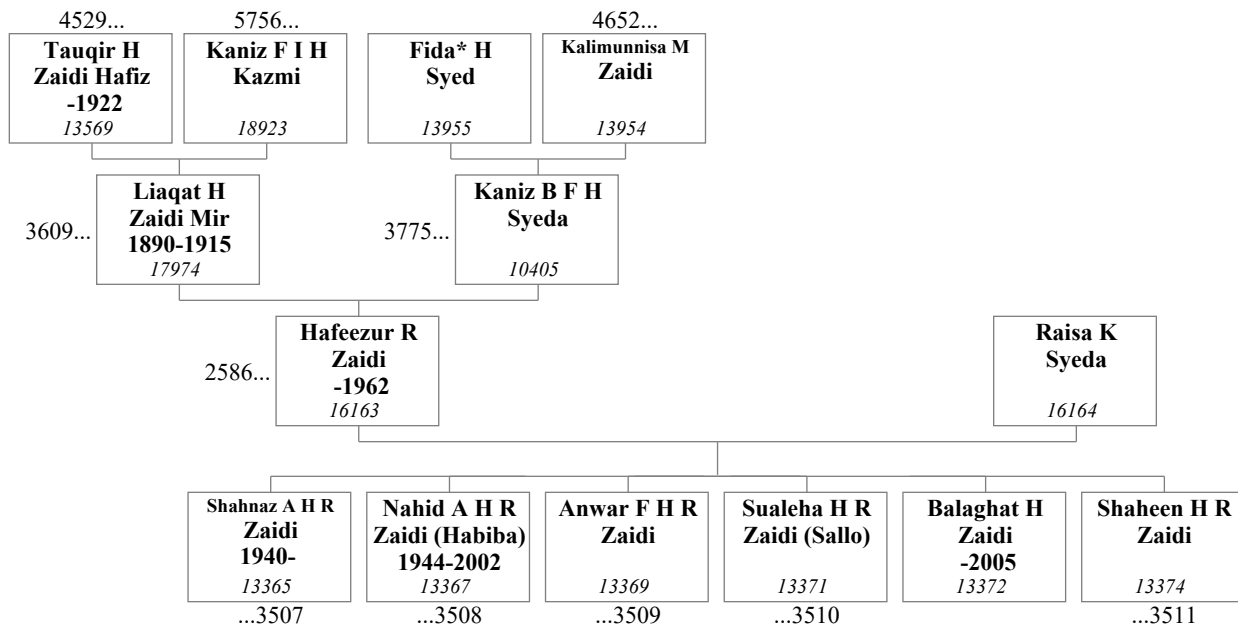 4529...
5756...
4652...
Tauqir H
Zaidi Hafiz
-1922
13569
Kaniz F I H
Kazmi
18923
Fida* H
Syed
13955
Kalimunnisa M
Zaidi
13954
3609...
Liaqat H
Zaidi Mir
1890-1915
17974
3775...
Kaniz B F H
Syeda
10405
2586...
Hafeezur R
Zaidi
-1962
16163
Raisa K
Syeda
16164
Shahnaz A H R
Zaidi
1940-
13365
...3507
Nahid A H R
Zaidi (Habiba)
1944-2002
13367
...3508
Anwar F H R
Zaidi
13369
...3509
Sualeha H R
Zaidi (Sallo)
13371
...3510
Balaghat H
Zaidi
-2005
13372
Shaheen H R
Zaidi
13374
...3511